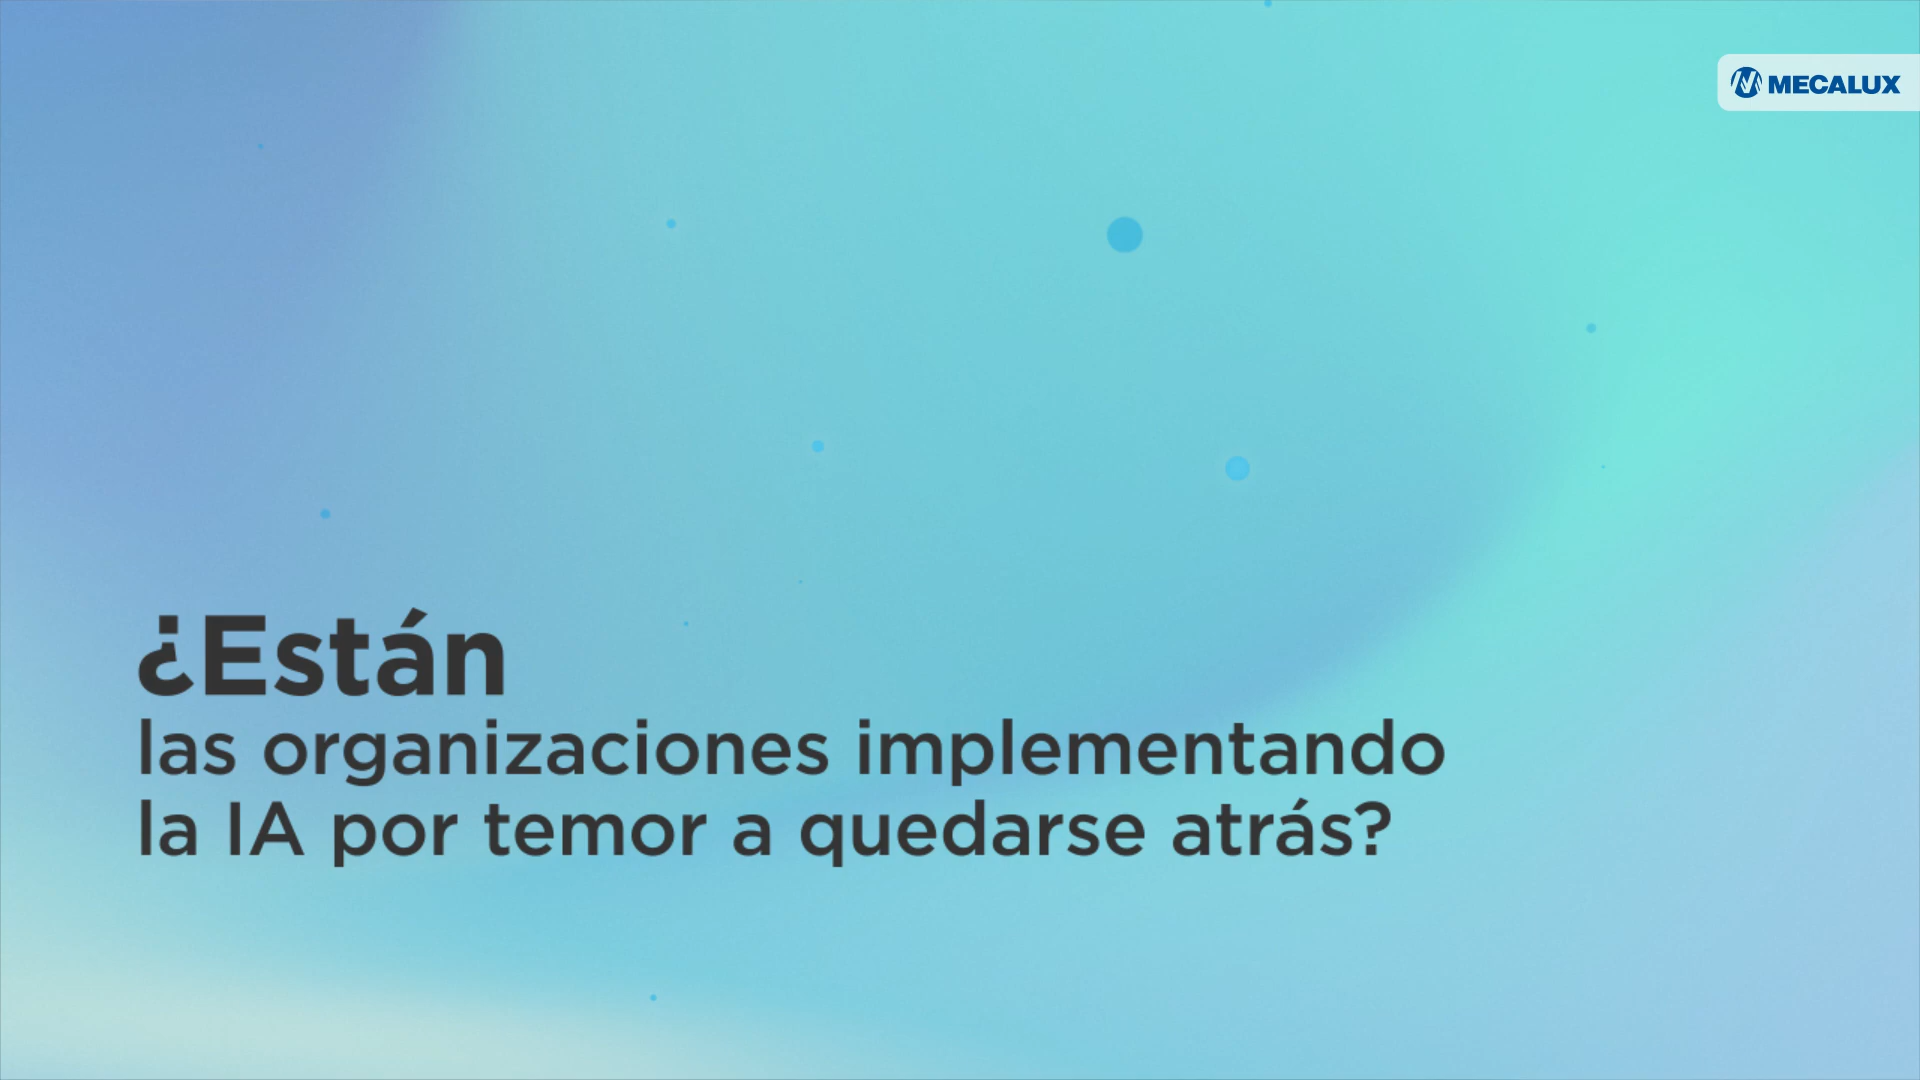 MECALUX
¿Están
las organizaciones implementando
la IA por temor a quedarse atrás?